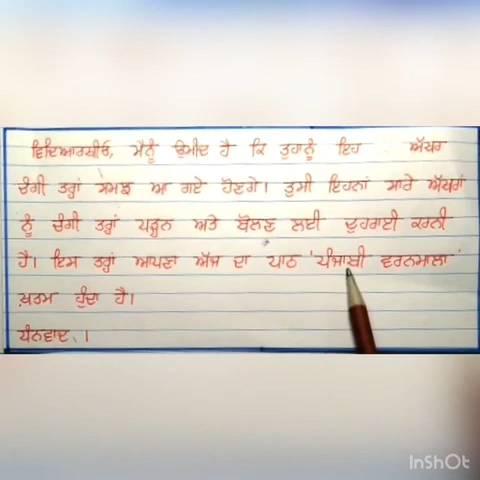 ਵਿਦਿਆਰਥੀਓ, ਮੈਨੂੰ ਉਮੀਦ ਹੈ ਕਿ ਤੁਹਾਨੂੰ ਇਹ ਅੱਖਰ
ਚੰਗੀ ਤਰ੍ਹਾਂ ਸਮਝ ਆ ਗਏ ਹੋਣਗੇ। ਤੁਸੀ ਇਹਨਾਂ ਸਾਰੇ ਅੱਖਰਾਂ
ਨੂੰ ਚੰਗੀ ਤਰ੍ਹਾਂ ਪੜ੍ਹਨ ਅਤੇ ਬੋਲਣ ਲਈ ਦੁਹਰਾਈ ਕਰਨੀ
ਹੈ। ਇਸ ਤਰ੍ਹਾਂ ਆਪਣਾ ਅੱਜ ਦਾ ਪਾਠ 'ਪੰਜਾਬੀ ਵਰਨਮਾਲਾ'
ਖ਼ਤਮ ਹੁੰਦਾ ਹੈ।
ਧੰਨਵਾਦ ।
InShOt